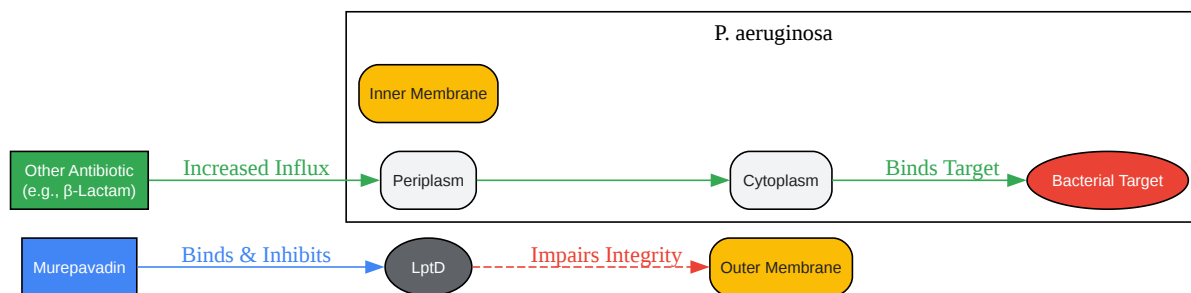 P. aeruginosa
Inner Membrane
Other Antibiotic
(e.g., β-Lactam)
Increased Influx
Periplasm
Cytoplasm
Binds Target
Bacterial Target
Murepavadin
Binds & Inhibits
LptD
Impairs Integrity
Outer Membrane